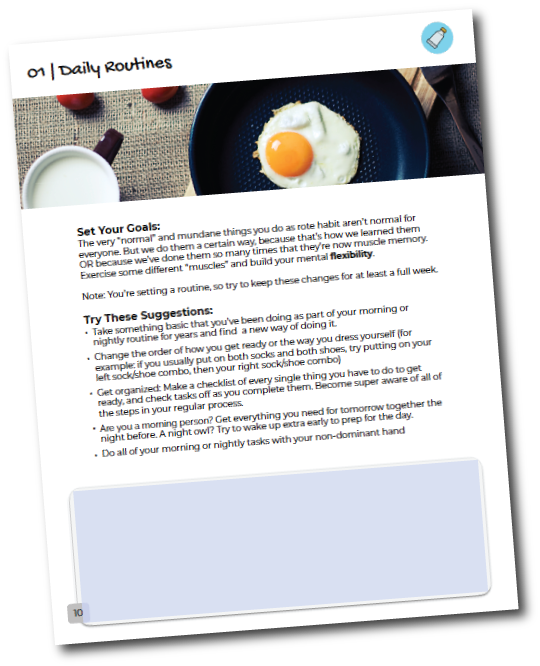 01 | Daily Routines
Set Your Goals:
The very "normal" and mundane things you do as rote habit aren't normal for
everyone. But we do them a certain way, because that's how we learned them
OR because we've done them so many times that they're now muscle memory.
Exercise some different "muscles" and build your mental flexibility.
Note: You're setting a routine, so try to keep these changes for at least a full week.
Try These Suggestions:
• Take something basic that you've been doing as part of your morning or
nightly routine for years and find a new way of doing it.
• Change the order of how you get ready or the way you dress yourself (for
example: if you usually put on both socks and both shoes, try putting on your
left sock/shoe combo, then your right sock/shoe combo)
• Get organized: Make a checklist of every single thing you have to do to get
ready, and check tasks off as you complete them. Become super aware of all of
the steps in your regular process.
• Are you a morning person? Get everything you need for tomorrow together the
night before. A night owl? Try to wake up extra early to prep for the day.
• Do all of your morning or nightly tasks with your non-dominant hand
10